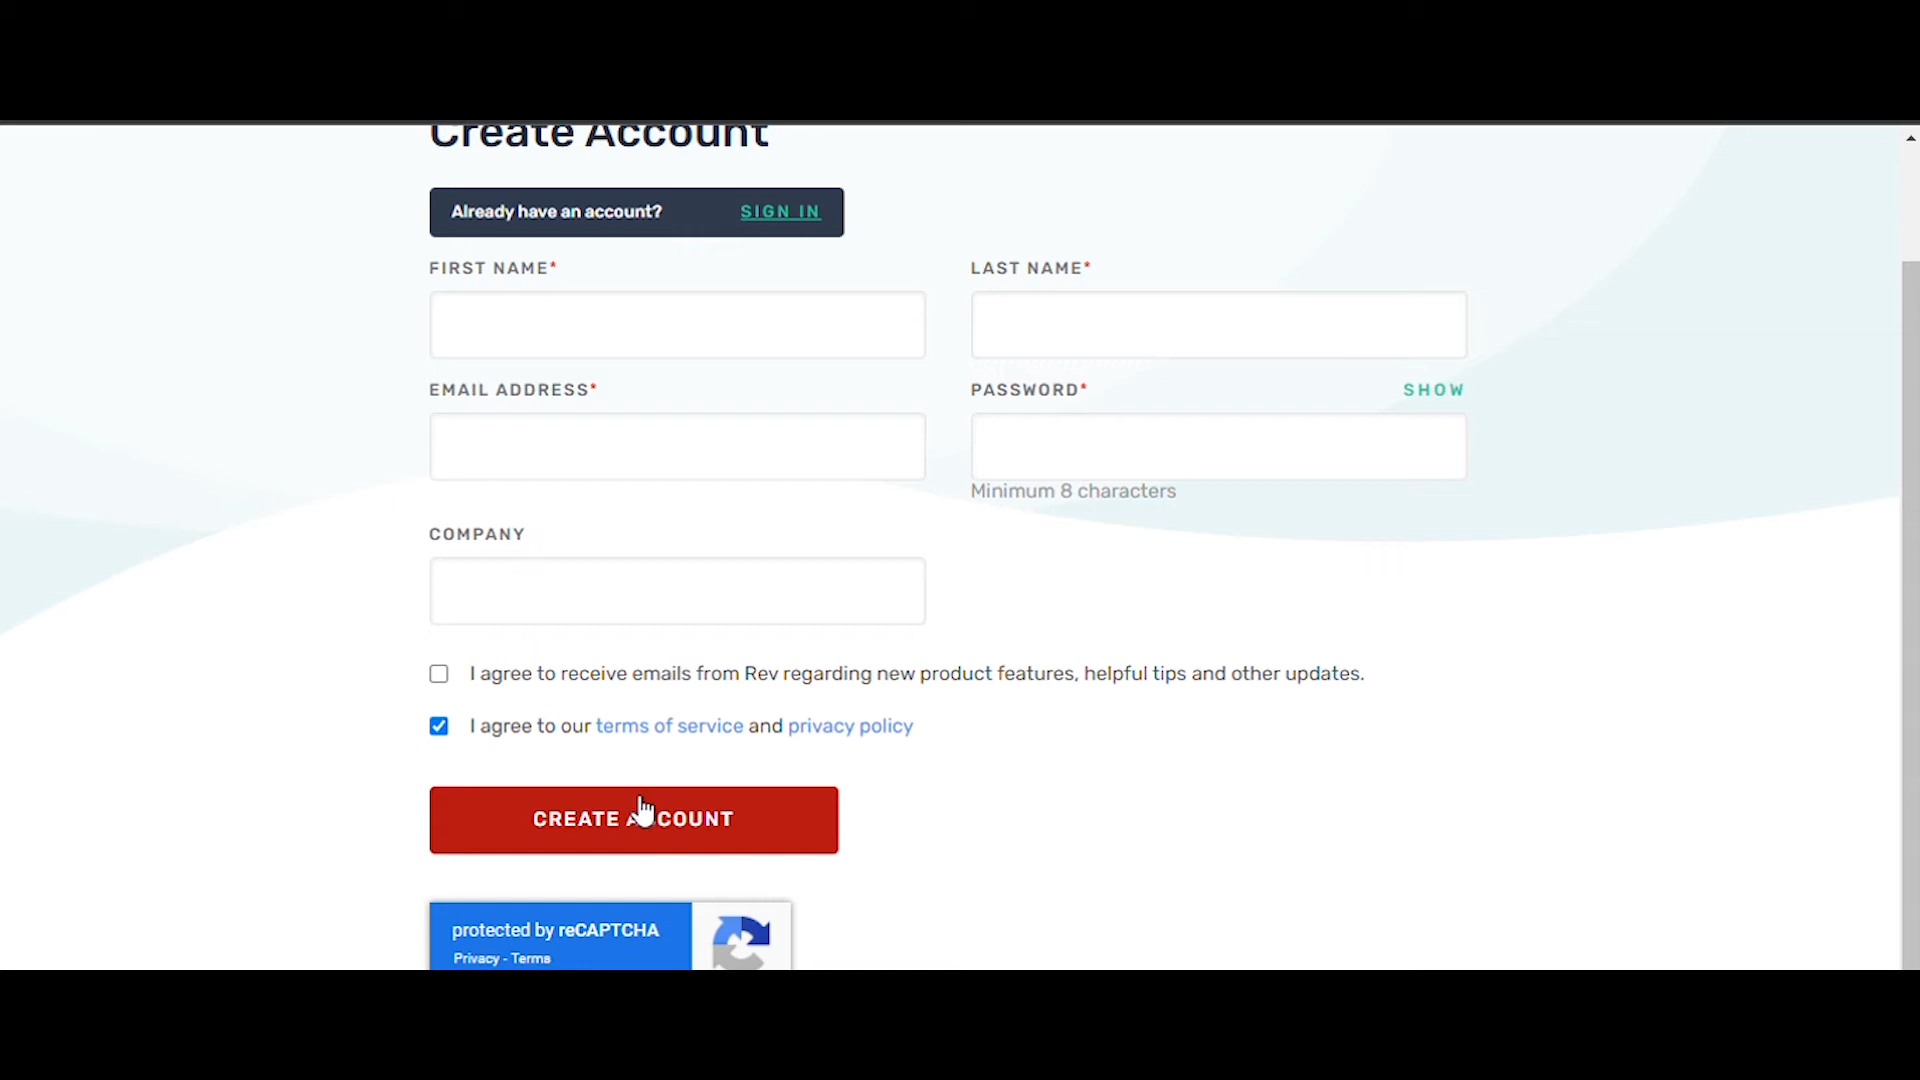 Create Account
Already have an account? SIGN IN
FIRST NAME* LAST NAME*
EMAIL ADDRESS* PASSWORD* SHOW
Minimum 8 characters
COMPANY
I agree to receive emails from Rev regarding new product features, helpful tips and other updates.
I agree to our terms of service and privacy policy
CREATE ACCOUNT
protected by reCAPTCHA
Privacy - Terms